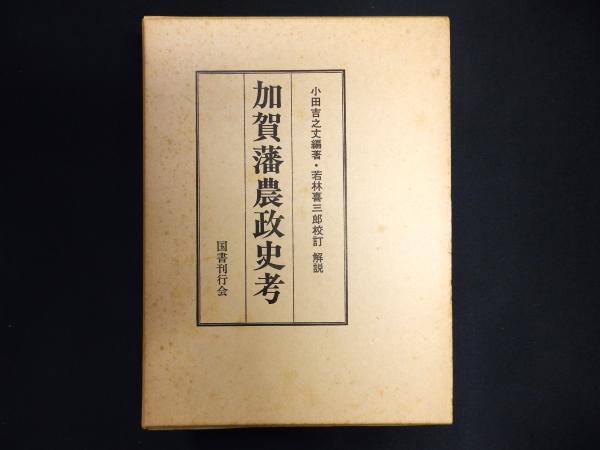 小田吉之丈編著・若林喜三郎校訂 解説
加賀藩農政史考
国書刊行会